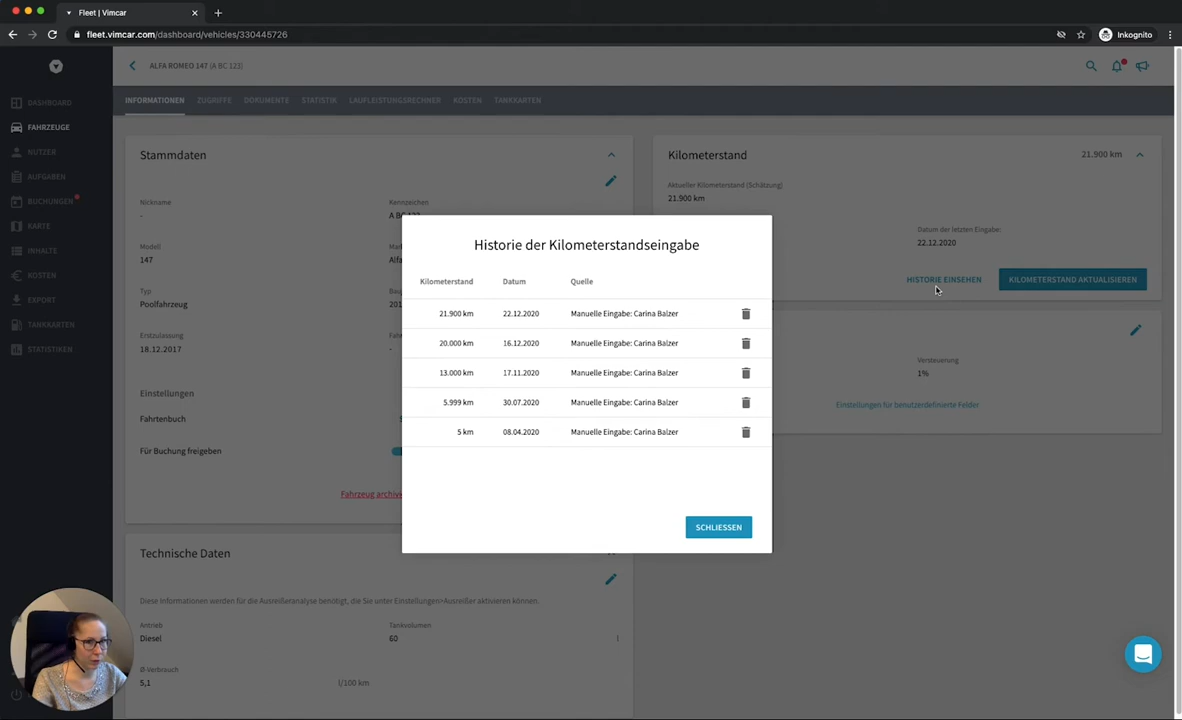 Fleet | Vimcar
fleet.vimcar.com/dashboard/vehicles/330445726
Inkognito
ALFA ROMEO 147 (A BC 123)
INFORMATIONEN ZUGRIFFE DOKUMENTE STATISTIK LAUFLEISTUNGSRECHNER KOSTEN TANKKARTEN
DASHBOARD
FAHRZEUGE
NUTZER
AUFGABEN
BUCHUNGEN
KARTE
INHALTE
KOSTEN
EXPORT
TANKKARTEN
STATISTIKEN
Stammdaten
Nickname
-
Kennzeichen
A BC 123
Modell
147
Mar
Alfa
Typ
Poolfahrzeug
Bauj
201
Erstzulassung
18.12.2017
Fah
-
Einstellungen
Fahrtenbuch
Für Buchung freigeben
Fahrzeug archivie
Kilometerstand
21.900 km
Aktueller Kilometerstand (Schätzung)
21.900 km
Datum der letzten Eingabe:
22.12.2020
HISTORIE EINSEHEN
KILOMETERSTAND AKTUALISIEREN
Versteuerung
1%
Einstellungen für benutzerdefinierte Felder
Historie der Kilometerstandseingabe
Kilometerstand Datum Quelle
21.900 km 22.12.2020 Manuelle Eingabe: Carina Balzer
20.000 km 16.12.2020 Manuelle Eingabe: Carina Balzer
13.000 km 17.11.2020 Manuelle Eingabe: Carina Balzer
5.999 km 30.07.2020 Manuelle Eingabe: Carina Balzer
5 km 08.04.2020 Manuelle Eingabe: Carina Balzer
SCHLIESSEN
Technische Daten
Diese Informationen werden für die Ausreißeranalyse benötigt, die Sie unter Einstellungen>Ausreißer aktivieren können.
Antrieb
Diesel
Tankvolumen
60 l
Ø-Verbrauch
5,1 l/100 km